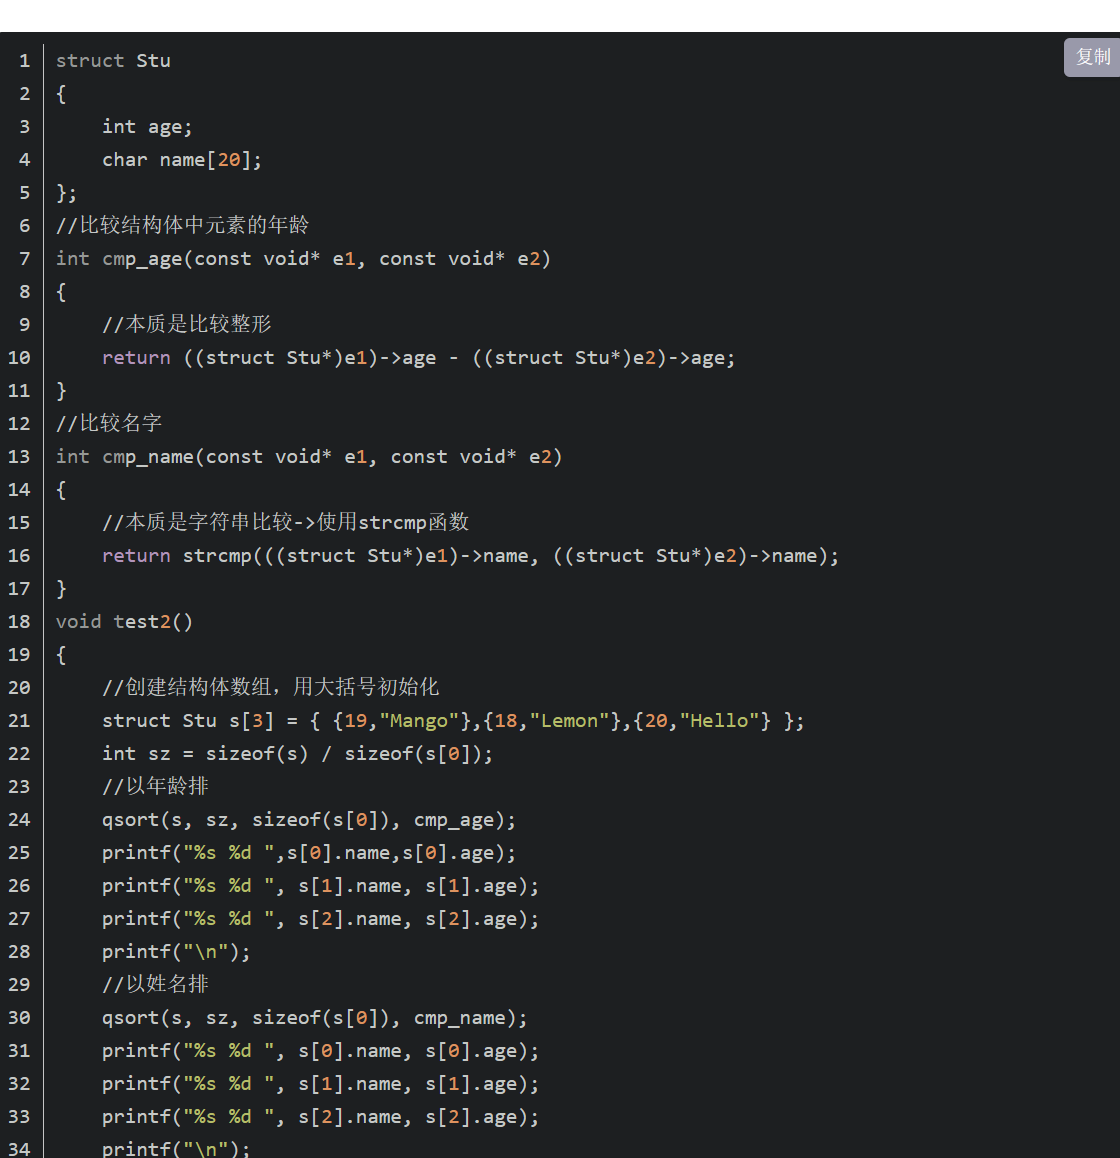 复制
1 struct Stu
2 {
3     int age;
4     char name[20];
5 };
6 //比较结构体中元素的年龄
7 int cmp_age(const void* e1, const void* e2)
8 {
9     //本质是比较整形
10     return ((struct Stu*)e1)->age - ((struct Stu*)e2)->age;
11 }
12 //比较名字
13 int cmp_name(const void* e1, const void* e2)
14 {
15     //本质是字符串比较->使用strcmp函数
16     return strcmp(((struct Stu*)e1)->name, ((struct Stu*)e2)->name);
17 }
18 void test2()
19 {
20     //创建结构体数组，用大括号初始化
21     struct Stu s[3] = { {19,"Mango"},{18,"Lemon"},{20,"Hello"} };
22     int sz = sizeof(s) / sizeof(s[0]);
23     //以年龄排
24     qsort(s, sz, sizeof(s[0]), cmp_age);
25     printf("%s %d ",s[0].name,s[0].age);
26     printf("%s %d ", s[1].name, s[1].age);
27     printf("%s %d ", s[2].name, s[2].age);
28     printf("\n");
29     //以姓名排
30     qsort(s, sz, sizeof(s[0]), cmp_name);
31     printf("%s %d ", s[0].name, s[0].age);
32     printf("%s %d ", s[1].name, s[1].age);
33     printf("%s %d ", s[2].name, s[2].age);
34     printf("\n");